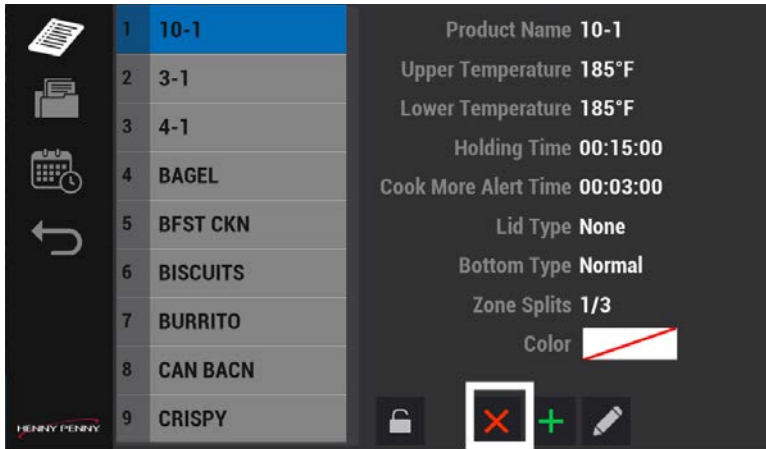 1 10-1
2 3-1
3 4-1
4 BAGEL
5 BFST CKN
6 BISCUITS
7 BURRITO
8 CAN BACN
9 CRISPY
HENNY PENNY
Product Name 10-1
Upper Temperature 185°F
Lower Temperature 185°F
Holding Time 00:15:00
Cook More Alert Time 00:03:00
Lid Type None
Bottom Type Normal
Zone Splits 1/3
Color